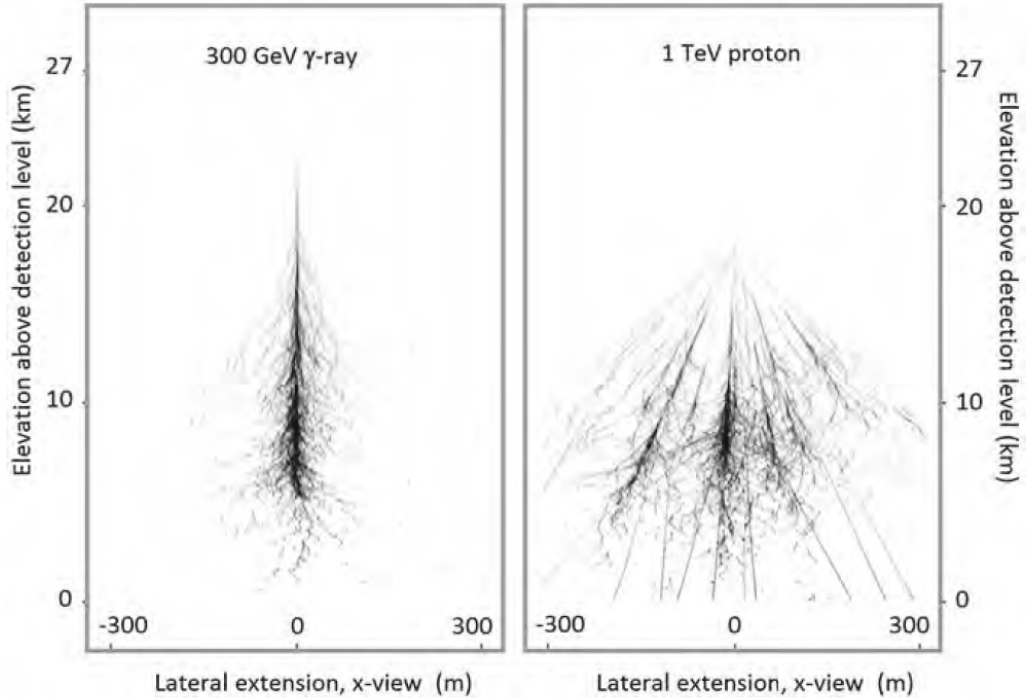 300 GeV γ-ray
27
20
10
0
-300
0
300
Elevation above detection level (km)
Lateral extension, x-view (m)
1 TeV proton
27
20
10
0
-300
0
300
Elevation above detection level (km)
Lateral extension, x-view (m)